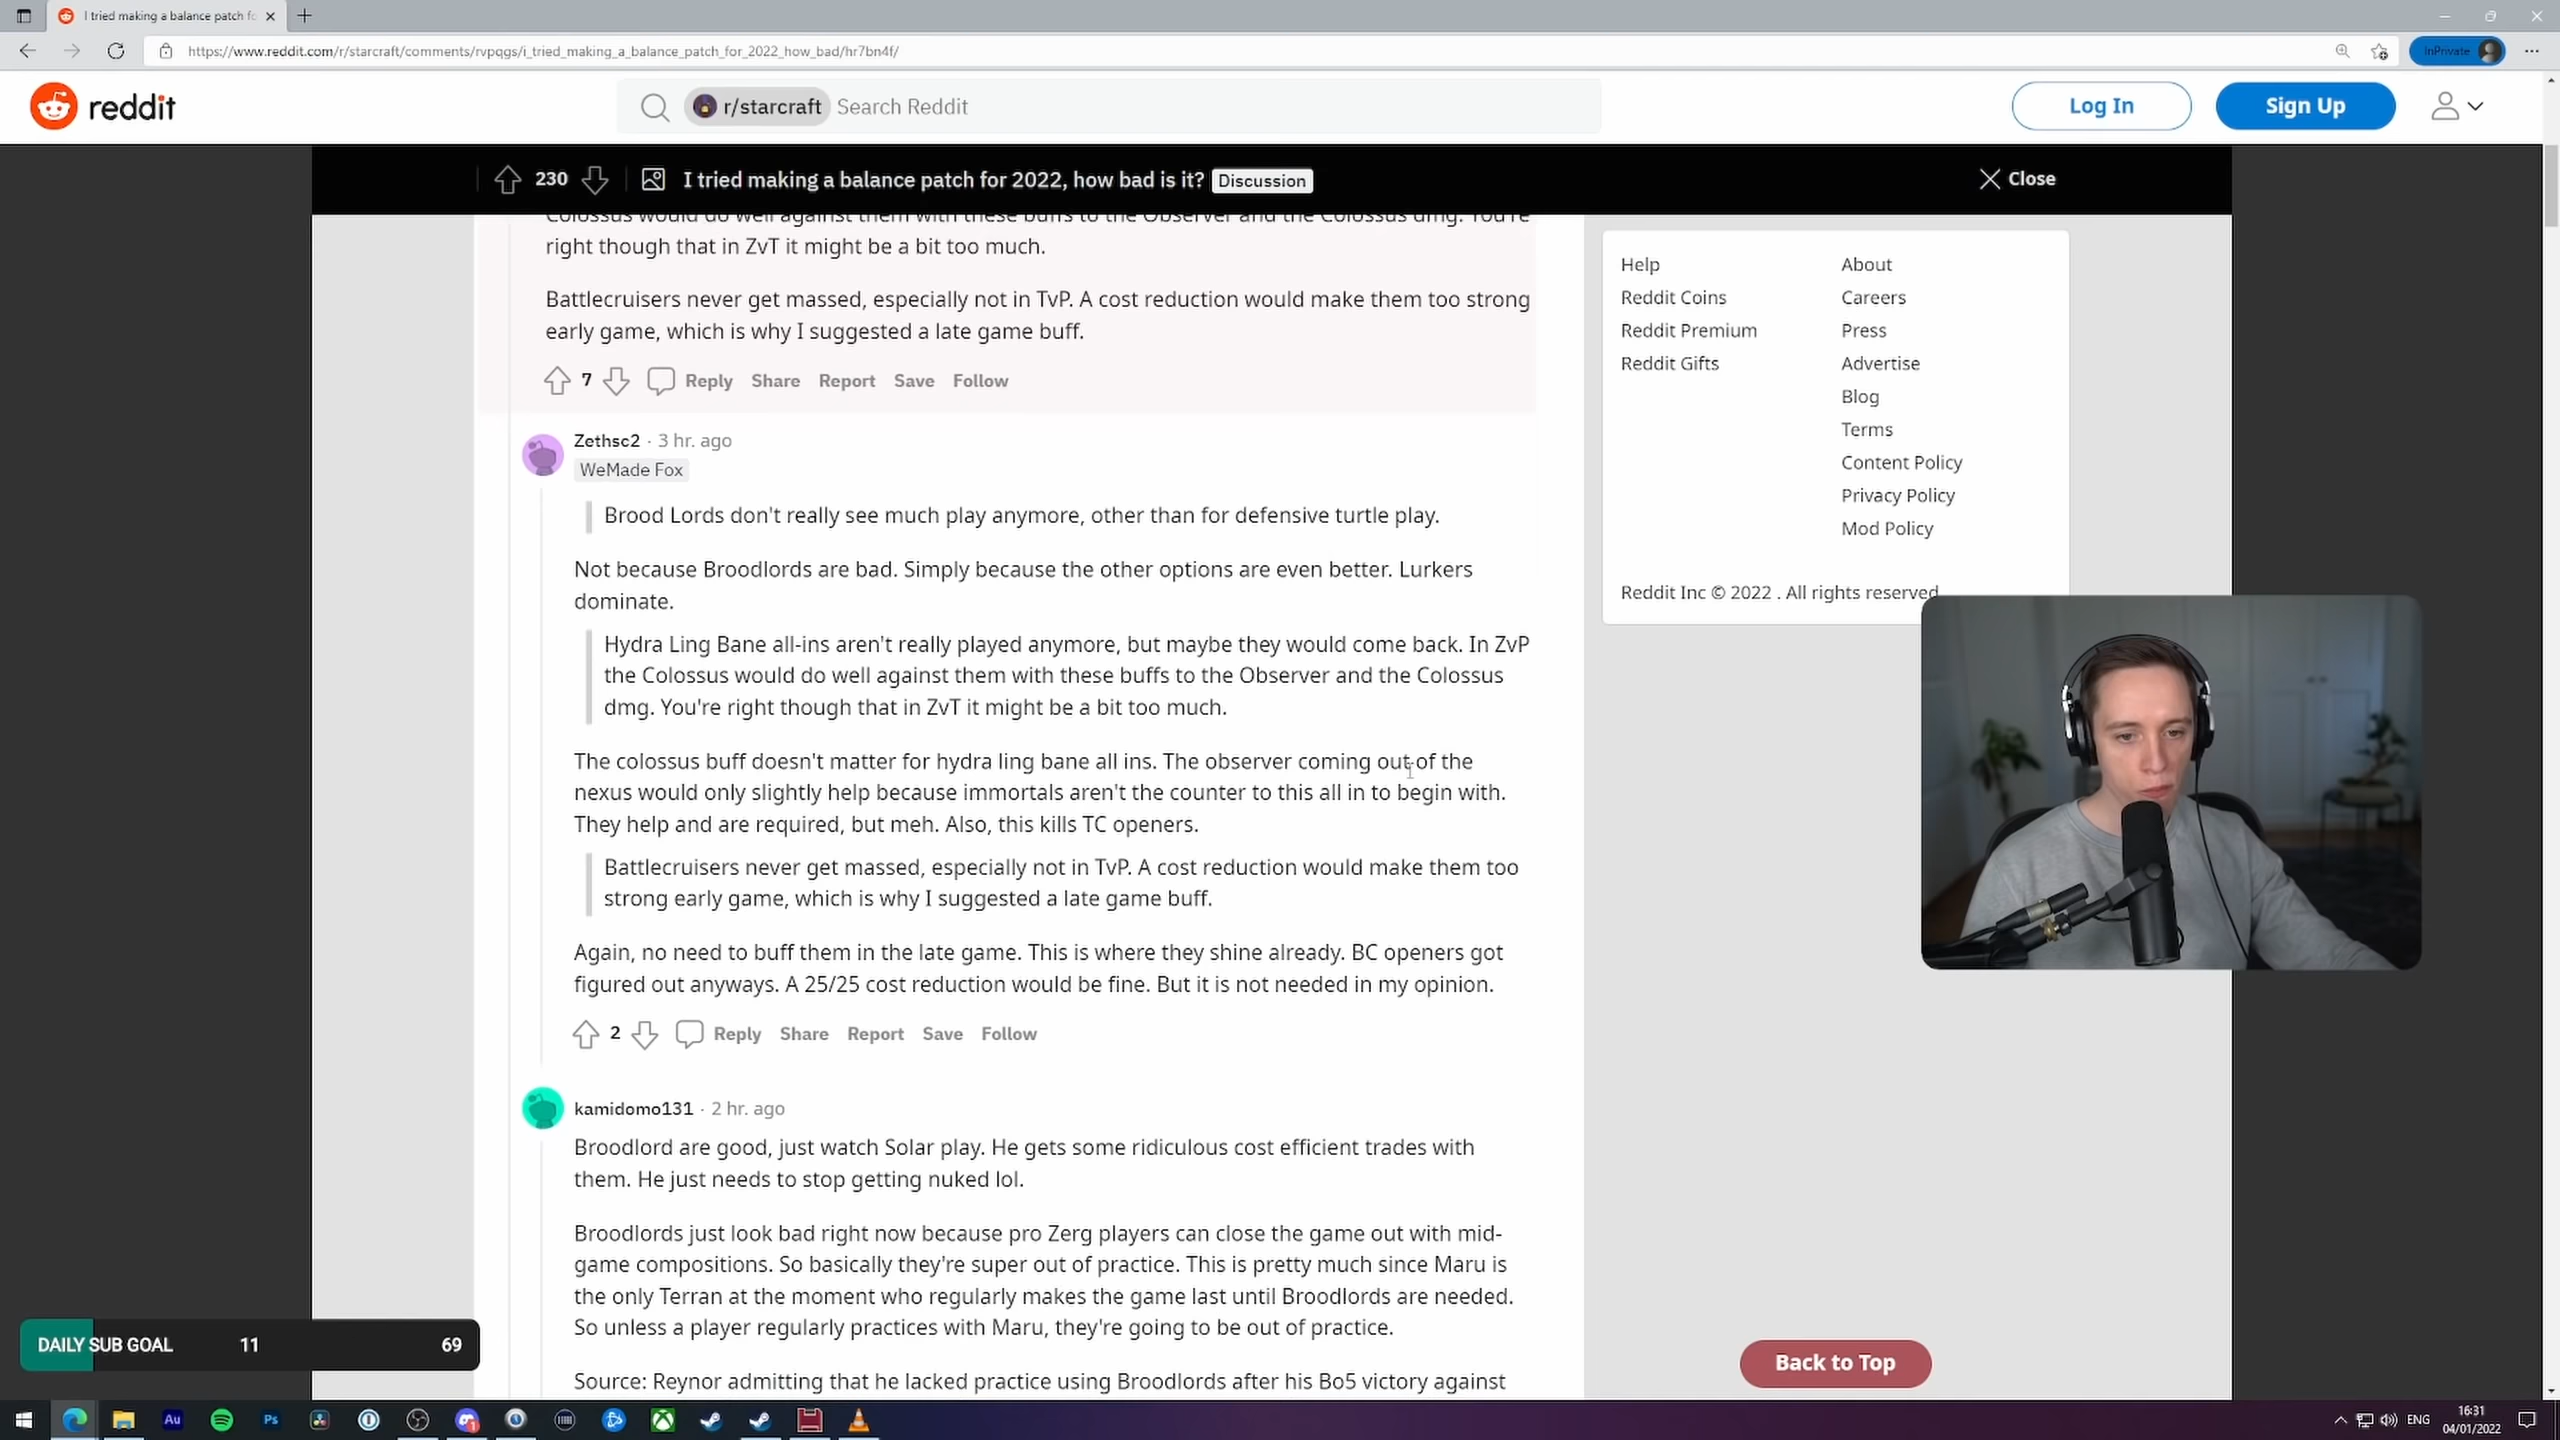 I tried making a balance patch fo
https://www.reddit.com/r/starcraft/comments/rvpqgs/i_tried_making_a_balance_patch_for_2022_how_bad/hr7bn4f/
InPrivate
reddit
r/starcraft
Search Reddit
Log In
Sign Up
230
I tried making a balance patch for 2022, how bad is it? Discussion
Close
Colossus would do well against them with these buffs to the Observer and the Colossus dmg. You're
right though that in ZvT it might be a bit too much.
Battlecruisers never get massed, especially not in TvP. A cost reduction would make them too strong
early game, which is why I suggested a late game buff.
7 Reply Share Report Save Follow
Zethsc2 · 3 hr. ago
WeMade Fox
Brood Lords don't really see much play anymore, other than for defensive turtle play.
Not because Broodlords are bad. Simply because the other options are even better. Lurkers
dominate.
Hydra Ling Bane all-ins aren't really played anymore, but maybe they would come back. In ZvP
the Colossus would do well against them with these buffs to the Observer and the Colossus
dmg. You're right though that in ZvT it might be a bit too much.
The colossus buff doesn't matter for hydra ling bane all ins. The observer coming out of the
nexus would only slightly help because immortals aren't the counter to this all in to begin with.
They help and are required, but meh. Also, this kills TC openers.
Battlecruisers never get massed, especially not in TvP. A cost reduction would make them too
strong early game, which is why I suggested a late game buff.
Again, no need to buff them in the late game. This is where they shine already. BC openers got
figured out anyways. A 25/25 cost reduction would be fine. But it is not needed in my opinion.
2 Reply Share Report Save Follow
kamidomo131 · 2 hr. ago
Broodlord are good, just watch Solar play. He gets some ridiculous cost efficient trades with
them. He just needs to stop getting nuked lol.
Broodlords just look bad right now because pro Zerg players can close the game out with mid-
game compositions. So basically they're super out of practice. This is pretty much since Maru is
the only Terran at the moment who regularly makes the game last until Broodlords are needed.
So unless a player regularly practices with Maru, they're going to be out of practice.
Source: Reynor admitting that he lacked practice using Broodlords after his Bo5 victory against
Help
Reddit Coins
Reddit Premium
Reddit Gifts
About
Careers
Press
Advertise
Blog
Terms
Content Policy
Privacy Policy
Mod Policy
Reddit Inc © 2022 . All rights reserved
Back to Top
DAILY SUB GOAL 11 69
Au
Ps
ENG
16:31
04/01/2022